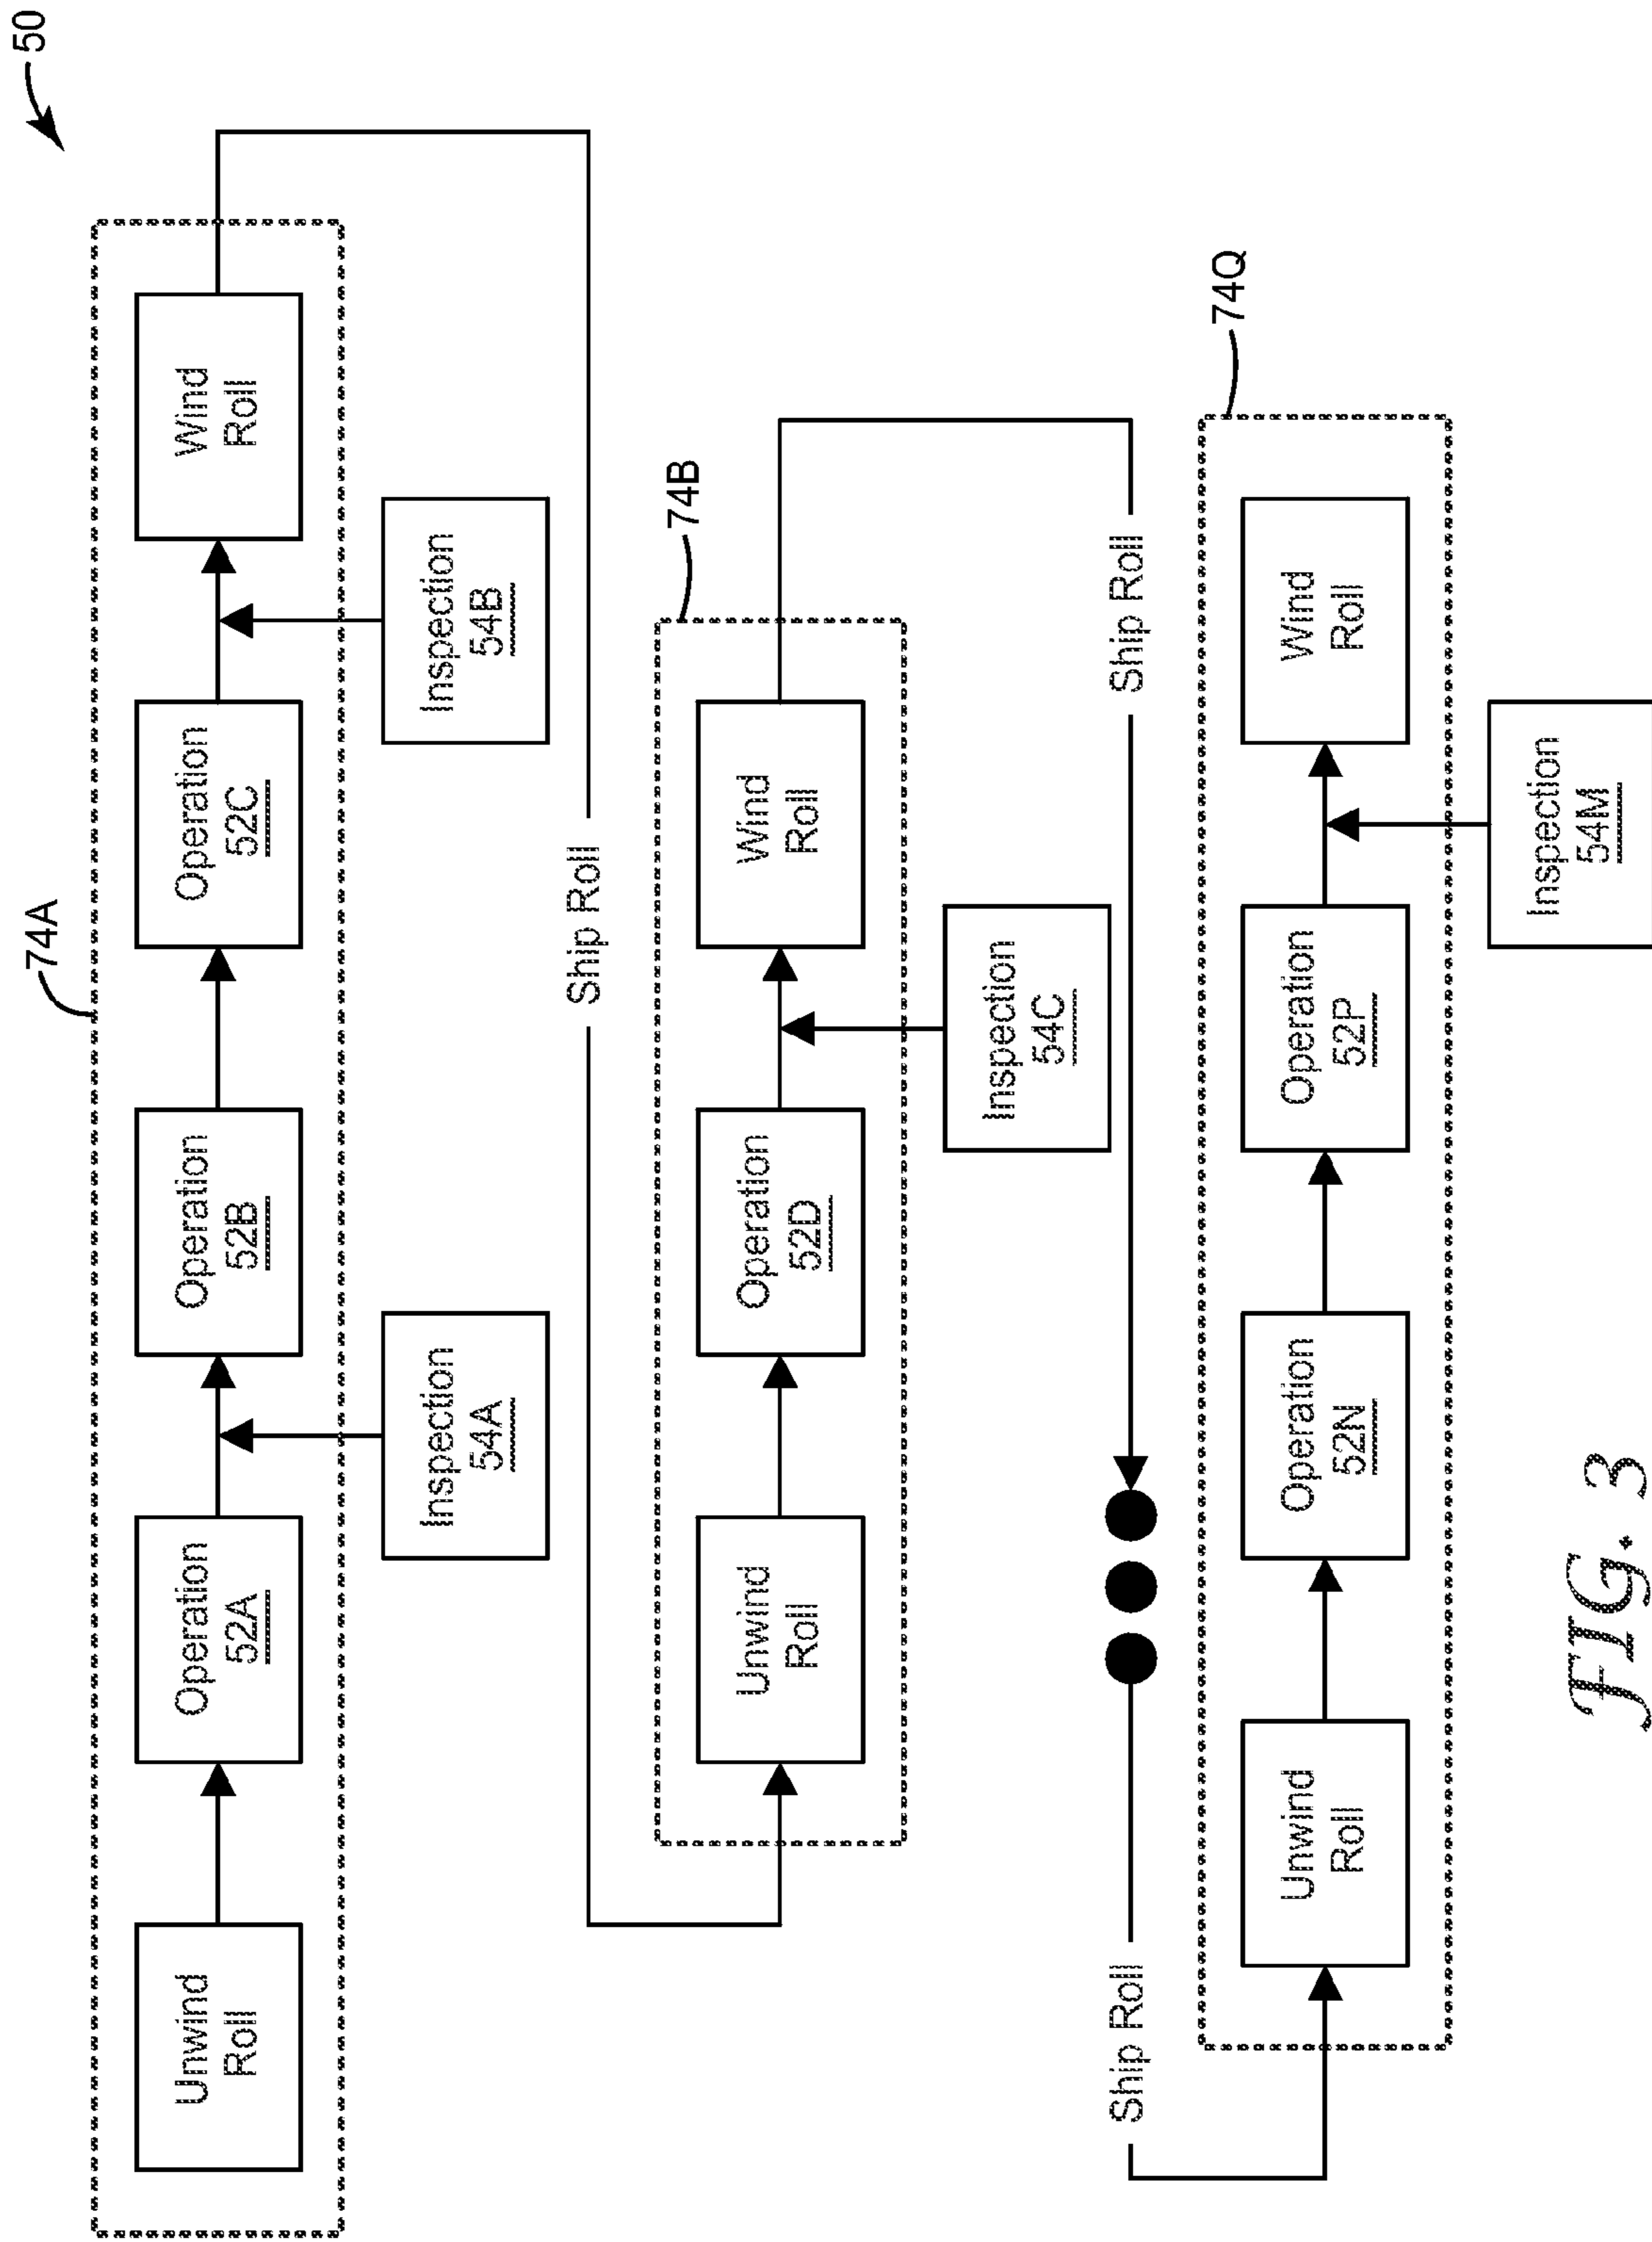 50
74A
Unwind
Roll
Operation
52A
Operation
52B
Operation
52C
Wind
Roll
Inspection
54A
Inspection
54B
Ship Roll
74B
Unwind
Roll
Operation
52D
Wind
Roll
Inspection
54C
Ship Roll
Ship Roll
74Q
Unwind
Roll
Operation
52N
Operation
52P
Wind
Roll
Inspection
54M
FIG. 3